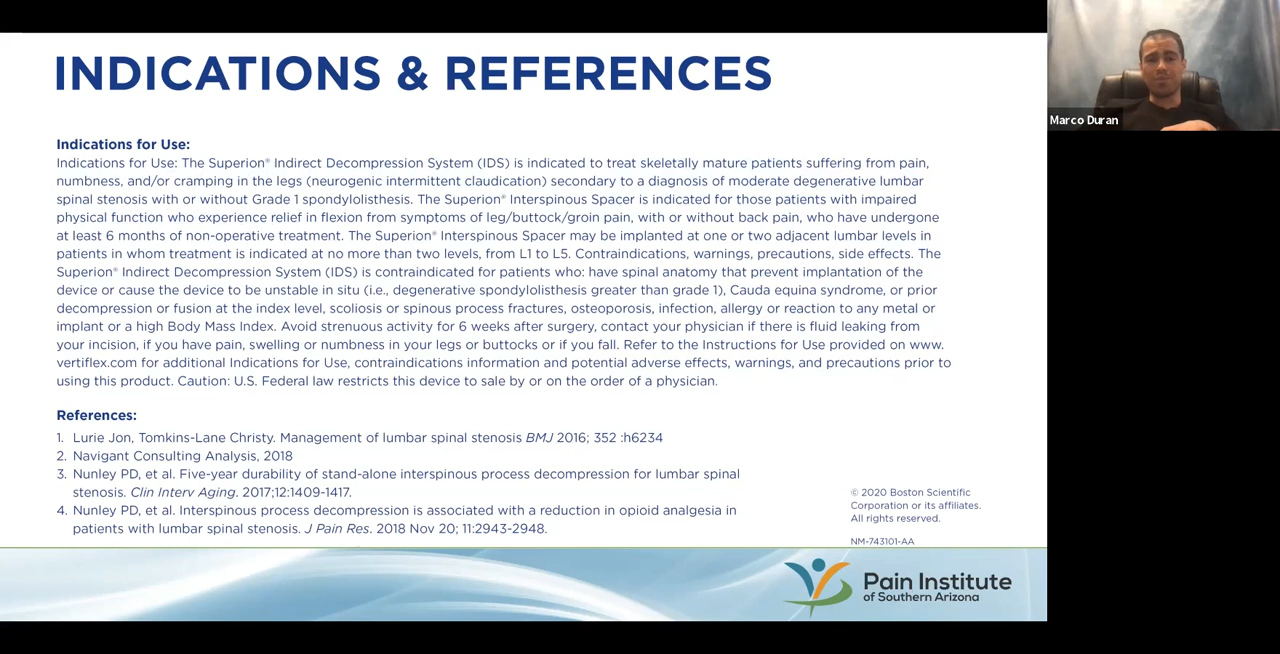 INDICATIONS & REFERENCES
Indications for Use:
Indications for Use: The Superion® Indirect Decompression System (IDS) is indicated to treat skeletally mature patients suffering from pain,
numbness, and/or cramping in the legs (neurogenic intermittent claudication) secondary to a diagnosis of moderate degenerative lumbar
spinal stenosis with or without Grade 1 spondylolisthesis. The Superion® Interspinous Spacer is indicated for those patients with impaired
physical function who experience relief in flexion from symptoms of leg/buttock/groin pain, with or without back pain, who have undergone
at least 6 months of non-operative treatment. The Superion® Interspinous Spacer may be implanted at one or two adjacent lumbar levels in
patients in whom treatment is indicated at no more than two levels, from L1 to L5. Contraindications, warnings, precautions, side effects. The
Superion® Indirect Decompression System (IDS) is contraindicated for patients who: have spinal anatomy that prevent implantation of the
device or cause the device to be unstable in situ (i.e., degenerative spondylolisthesis greater than grade 1), Cauda equina syndrome, or prior
decompression or fusion at the index level, scoliosis or spinous process fractures, osteoporosis, infection, allergy or reaction to any metal or
implant or a high Body Mass Index. Avoid strenuous activity for 6 weeks after surgery, contact your physician if there is fluid leaking from
your incision, if you have pain, swelling or numbness in your legs or buttocks or if you fall. Refer to the Instructions for Use provided on www.
vertiflex.com for additional Indications for Use, contraindications information and potential adverse effects, warnings, and precautions prior to
using this product. Caution: U.S. Federal law restricts this device to sale by or on the order of a physician.
References:
1. Lurie Jon, Tomkins-Lane Christy. Management of lumbar spinal stenosis BMJ 2016; 352 :h6234
2. Navigant Consulting Analysis, 2018
3. Nunley PD, et al. Five-year durability of stand-alone interspinous process decompression for lumbar spinal
stenosis. Clin Interv Aging. 2017;12:1409-1417.
4. Nunley PD, et al. Interspinous process decompression is associated with a reduction in opioid analgesia in
patients with lumbar spinal stenosis. J Pain Res. 2018 Nov 20; 11:2943-2948.
© 2020 Boston Scientific
Corporation or its affiliates.
All rights reserved.
NM-743101-AA
Pain Institute
of Southern Arizona
Marco Duran